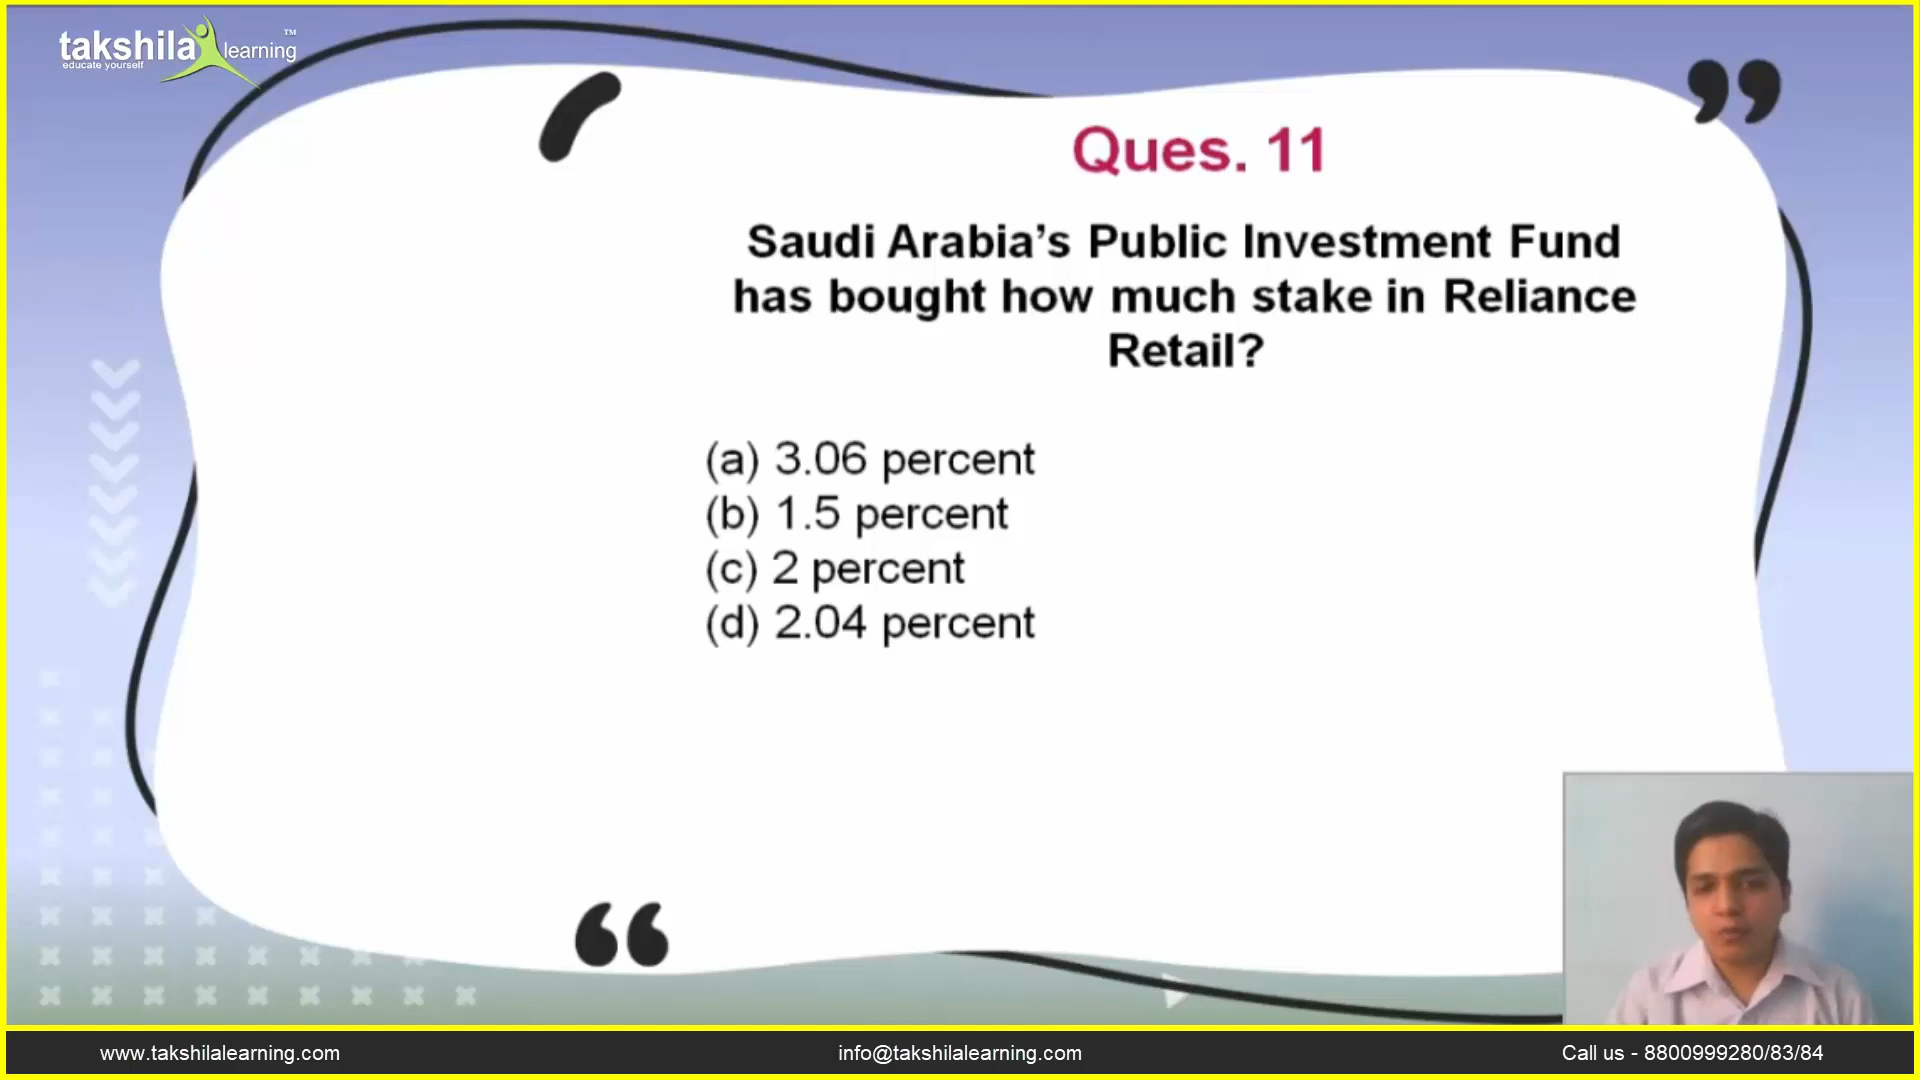 takshila learning ™
educate yourself
Ques. 11
Saudi Arabia’s Public Investment Fund
has bought how much stake in Reliance
Retail?
(a) 3.06 percent
(b) 1.5 percent
(c) 2 percent
(d) 2.04 percent
www.takshilalearning.com
info@takshilalearning.com
Call us - 8800999280/83/84